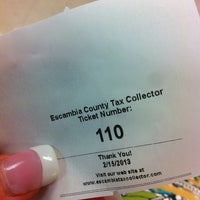 Escambia County Tax Collector
Ticket Number:
110
Thank You!
2/15/2013
Visit our web site at
www.escambiataxcollector.com